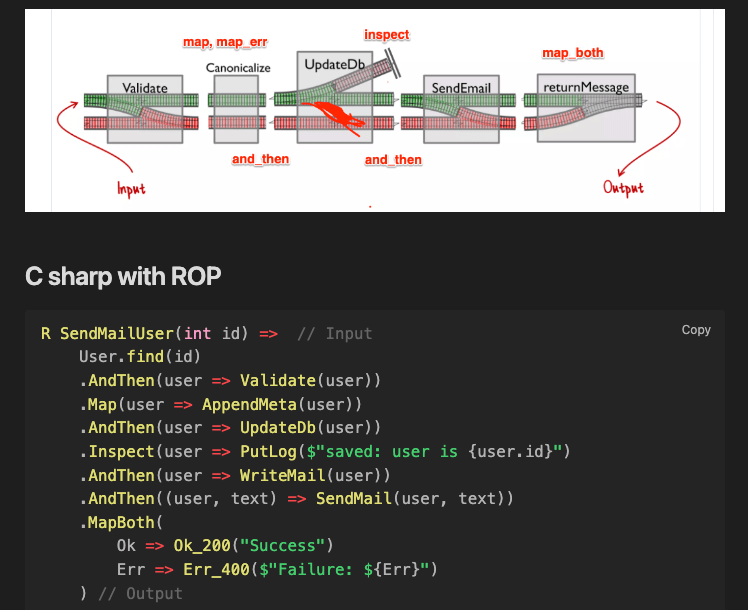 map, map_err
inspect
map_both
Canonicalize
UpdateDb
Validate
SendEmail
returnMessage
and_then
and_then
Input
Output
C sharp with ROP
Copy
R SendMailUser(int id) =>  // Input
    User.find(id)
    .AndThen(user => Validate(user))
    .Map(user => AppendMeta(user))
    .AndThen(user => UpdateDb(user))
    .Inspect(user => PutLog($"saved: user is {user.id}")
    .AndThen(user => WriteMail(user))
    .AndThen((user, text) => SendMail(user, text))
    .MapBoth(
        Ok => Ok_200("Success")
        Err => Err_400($"Failure: ${Err}")
    ) // Output